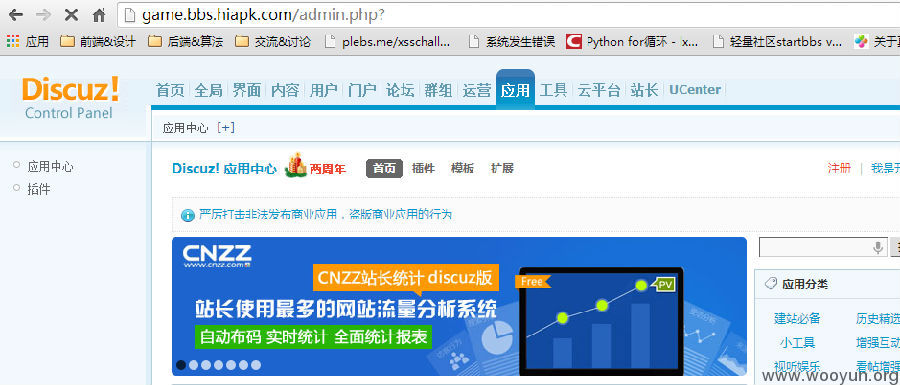 game.bbs.hiapk.com/admin.php?
应用 前端&设计 后端&算法 交流&讨论 plebs.me/xsschall... 系统发生错误 Python for循环 - ix... 轻量社区startbbs v... 关于
Discuz!
Control Panel
首页 全局 界面 内容 用户 门户 论坛 群组 运营 应用 工具 云平台 站长 UCenter
应用中心 [+]
应用中心
插件
Discuz! 应用中心 两周年 首页 插件 模板 扩展 注册 | 我是
严厉打击非法发布商业应用,盗版商业应用的行为
CNZZ
www.cnzz.com
CNZZ站长统计 discuz版
站长使用最多的网站流量分析系统
自动布码 实时统计 全面统计报表
Free
PV
应用分类
建站必备 历史精选
小工具 增强互动
视听娱乐 看帖增强
www.wooyun.org